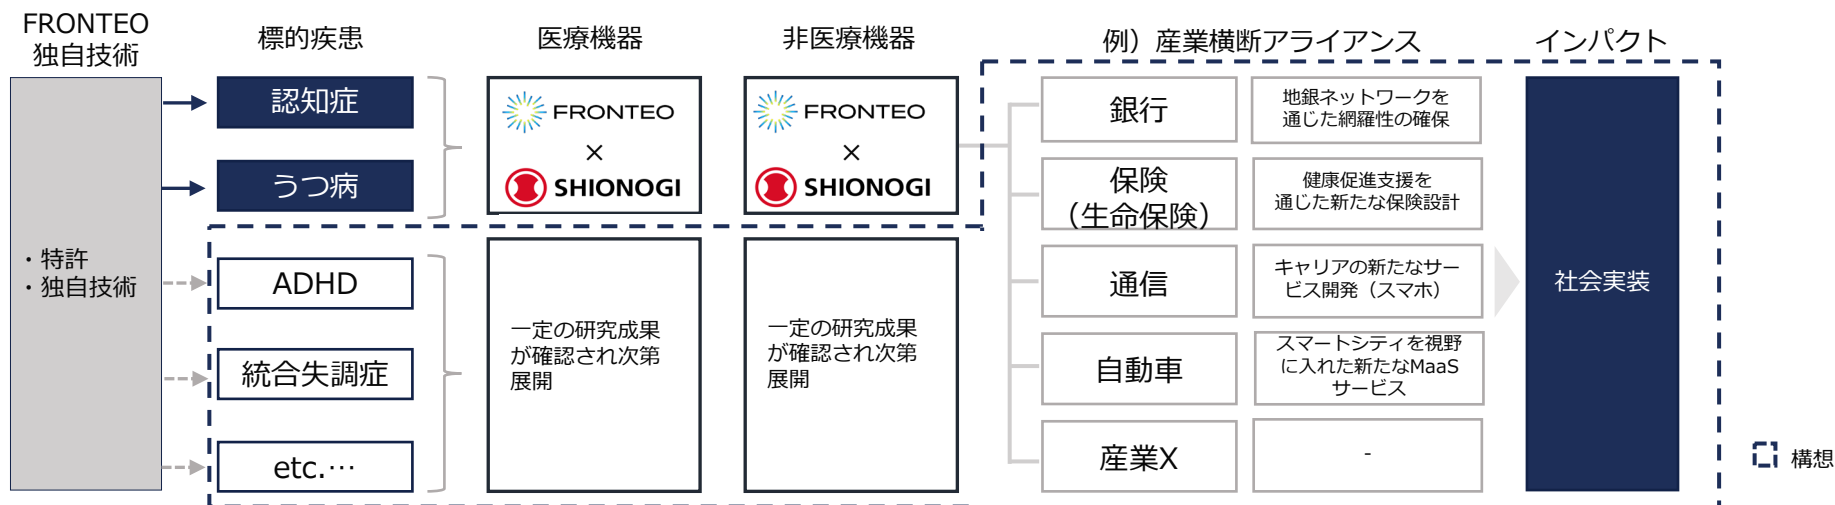 FRONTEO
独自技術
標的疾患
医療機器
非医療機器
例）産業横断アライアンス
インパクト
・特許
・独自技術
認知症
うつ病
ADHD
統合失調症
etc.…
FRONTEO
×
SHIONOGI
一定の研究成果
が確認され次第
展開
FRONTEO
×
SHIONOGI
一定の研究成果
が確認され次第
展開
銀行
地銀ネットワークを
通じた網羅性の確保
保険
（生命保険）
健康促進支援を
通じた新たな保険設計
通信
キャリアの新たなサー
ビス開発（スマホ）
自動車
スマートシティを視野
に入れた新たなMaaS
サービス
産業X
-
社会実装
構想